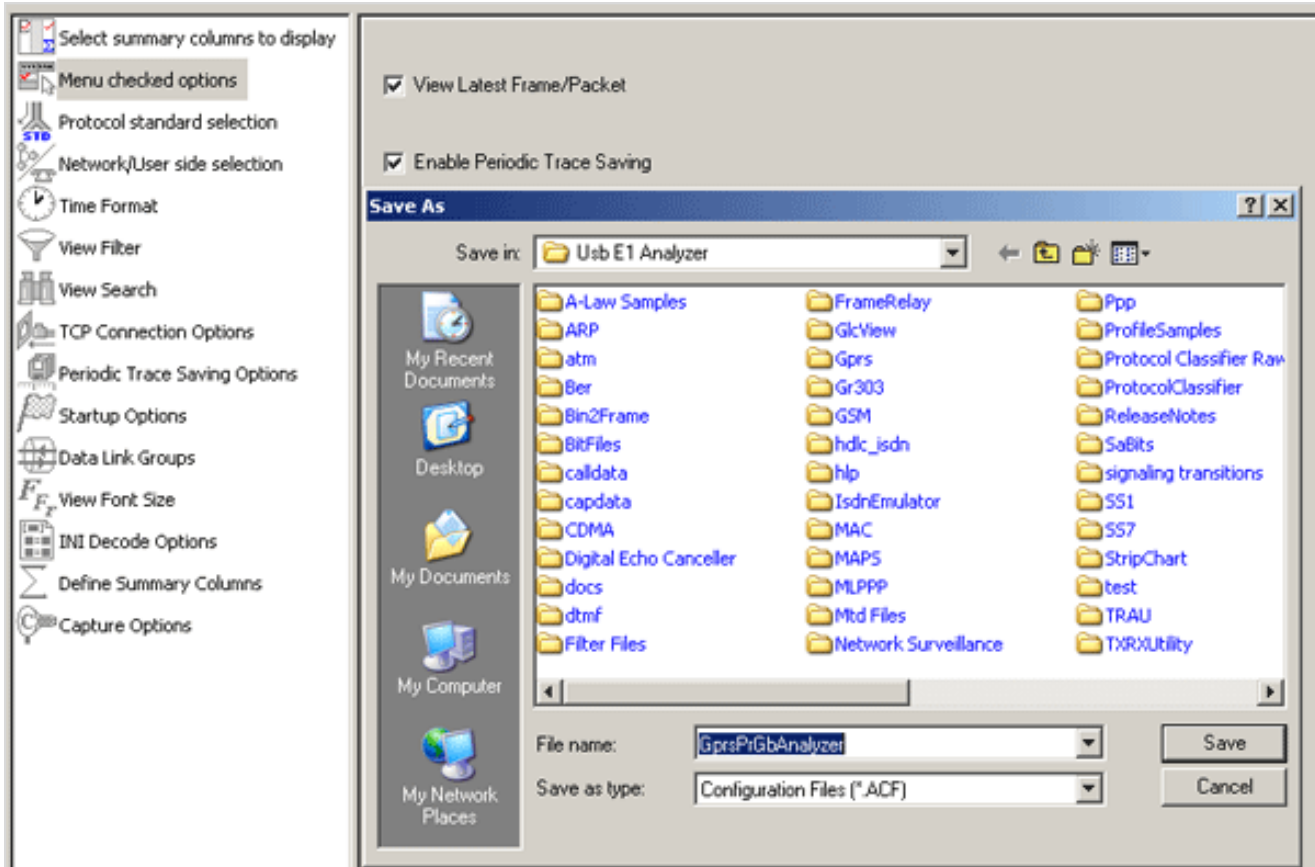 Select summary columns to display
Menu checked options
Protocol standard selection
STD
Network/User side selection
Time Format
View Filter
View Search
TCP Connection Options
Periodic Trace Saving Options
Startup Options
Data Link Groups
View Font Size
INI Decode Options
Define Summary Columns
Capture Options
View Latest Frame/Packet
Enable Periodic Trace Saving
Save As
Save in:
Usb E1 Analyzer
My Recent
Documents
Desktop
My Documents
My Computer
My Network
Places
A-Law Samples
ARP
atm
Ber
Bin2Frame
BitFiles
calldata
capdata
CDMA
Digital Echo Canceller
docs
dtmf
Filter Files
FrameRelay
GlcView
Gprs
Gr303
GSM
hdlc_isdn
hlp
IsdnEmulator
MAC
MAPS
MLPPP
Mtd Files
Network Surveillance
Ppp
ProfileSamples
Protocol Classifier Raw
ProtocolClassifier
ReleaseNotes
SaBits
signaling transitions
SS1
SS7
StripChart
test
TRAU
TXRXUtility
File name:
GprsPrGbAnalyzer
Save
Save as type:
Configuration Files (*.ACF)
Cancel